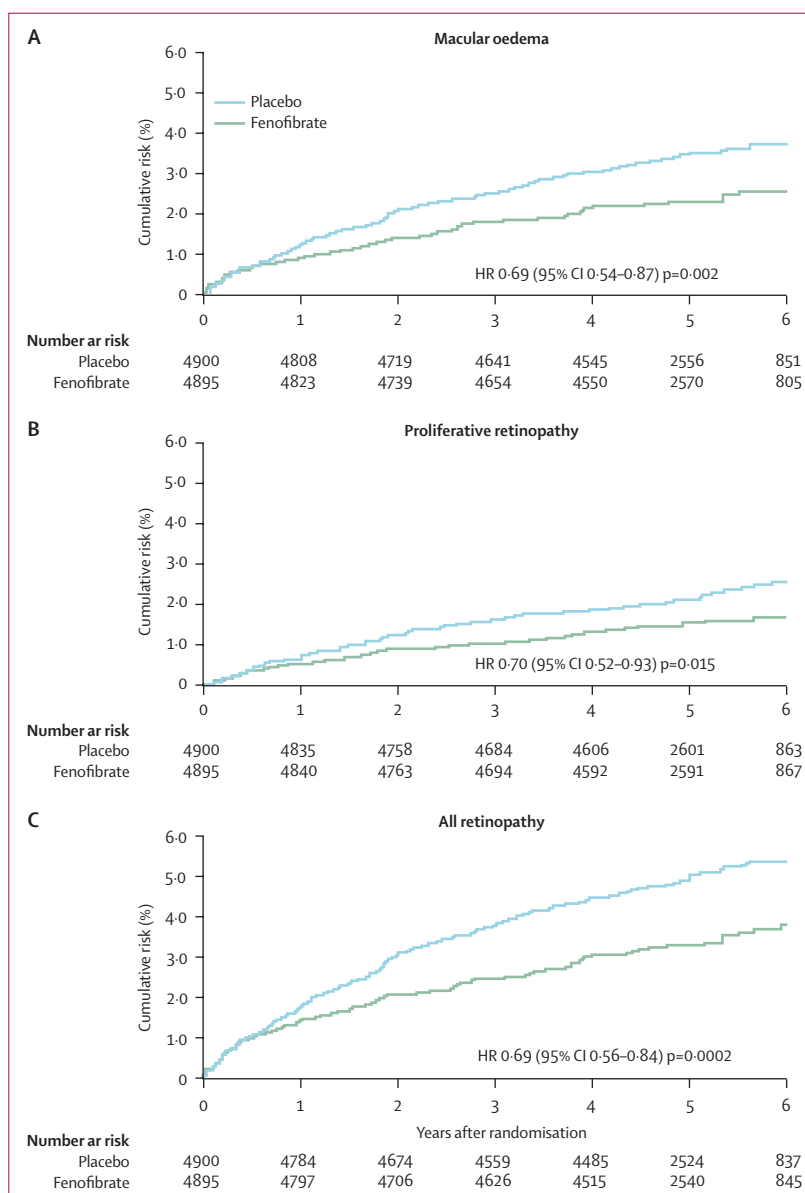 A
Macular oedema
6·0
5·0
4·0
3·0
2·0
1·0
0
Cumulative risk (%)
Placebo
Fenofibrate
HR 0·69 (95% CI 0·54–0·87) p=0·002
0 1 2 3 4 5 6
Number ar risk
Placebo 4900 4808 4719 4641 4545 2556 851
Fenofibrate 4895 4823 4739 4654 4550 2570 805
B
Proliferative retinopathy
6·0
5·0
4·0
3·0
2·0
1·0
0
Cumulative risk (%)
HR 0·70 (95% CI 0·52–0·93) p=0·015
0 1 2 3 4 5 6
Number ar risk
Placebo 4900 4835 4758 4684 4606 2601 863
Fenofibrate 4895 4840 4763 4694 4592 2591 867
C
All retinopathy
6·0
5·0
4·0
3·0
2·0
1·0
0
Cumulative risk (%)
HR 0·69 (95% CI 0·56–0·84) p=0·0002
0 1 2 3 4 5 6
Years after randomisation
Number ar risk
Placebo 4900 4784 4674 4559 4485 2524 837
Fenofibrate 4895 4797 4706 4626 4515 2540 845